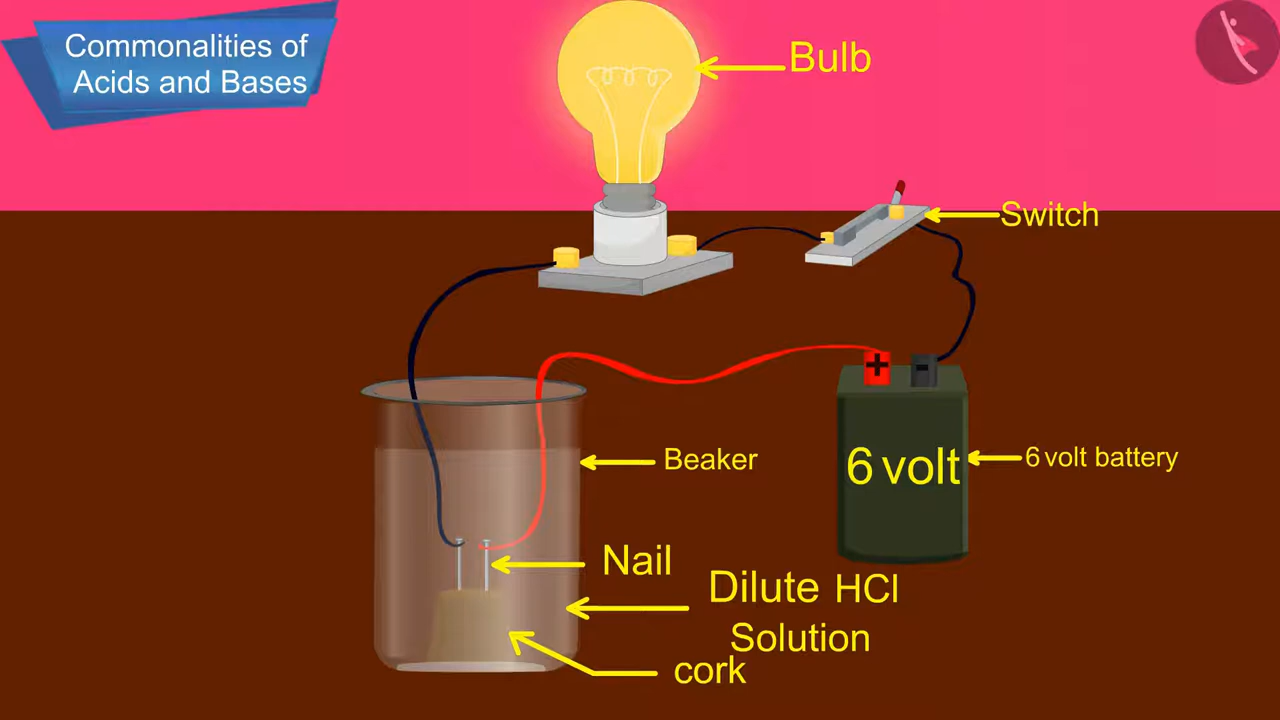 Commonalities of
Acids and Bases
Bulb
Switch
+
-
6 volt
6 volt battery
Beaker
Nail
Dilute HCl
Solution
cork